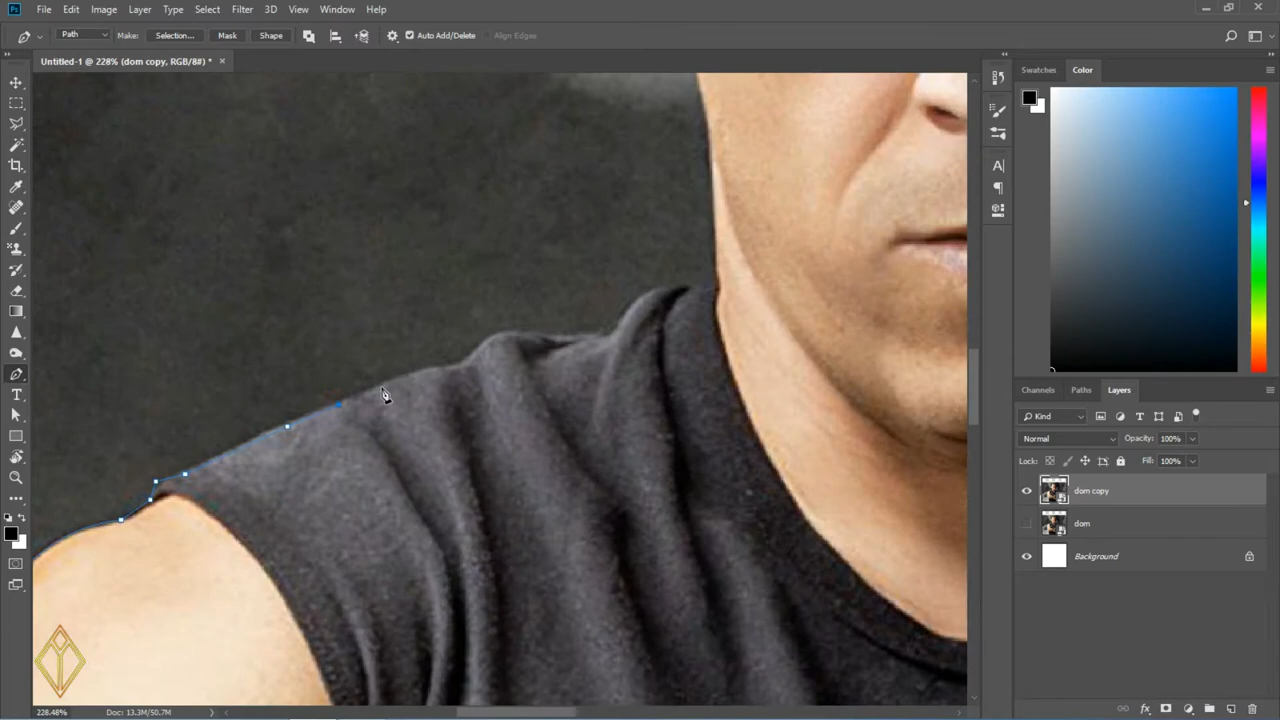 Ps File Edit Image Layer Type Select Filter 3D View Window Help
Path Make: Selection... Mask Shape Auto Add/Delete Align Edges
Untitled-1 @ 228% (dom copy, RGB/8#) *
Swatches Color
Channels Paths Layers
Kind
Normal Opacity: 100%
Lock: Fill: 100%
dom copy
dom
Background
228.48% Doc: 13.3M/50.7M